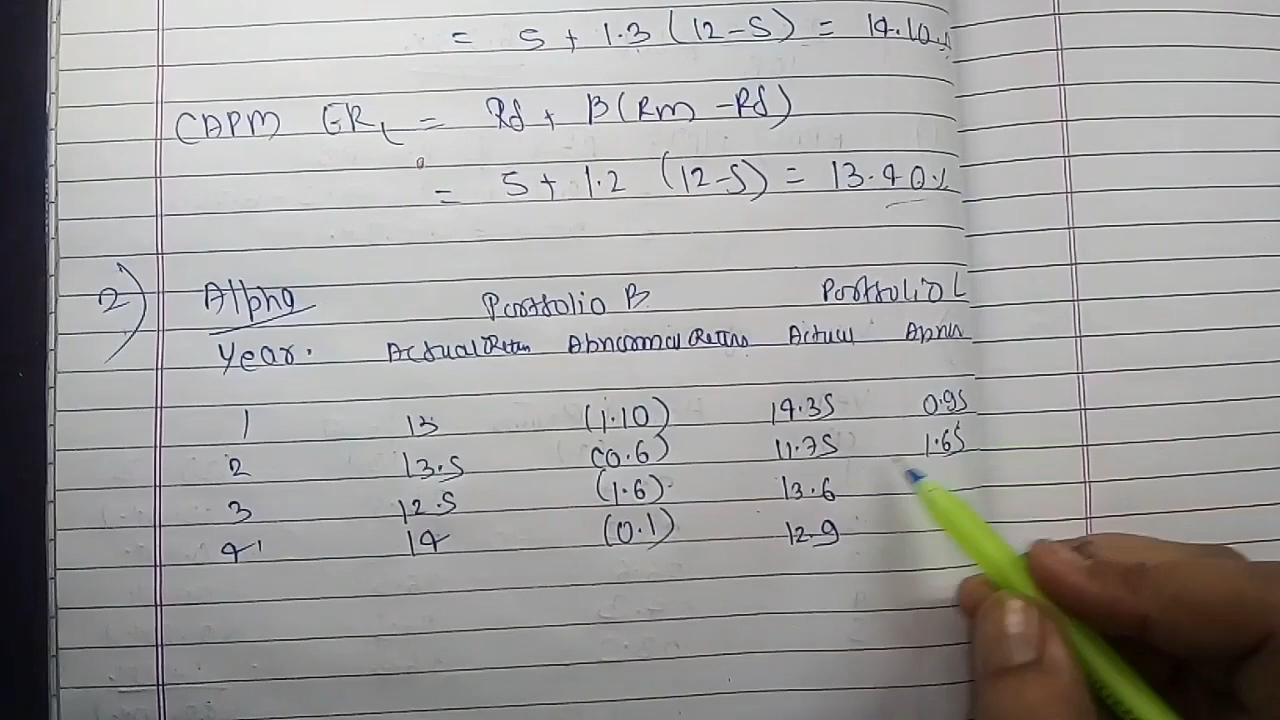 = 5 + 1.3 (12-5) = 14.10%
CAPM ERL = Rf + B (Rm - Rf)
= 5 + 1.2 (12-5) = 13.40%
2) Alpha Portfolio B Portfolio L
Year. Actual Return Abnormal Return Actual
1 13 (1.10) 14.35 0.95
2 13.5 (0.6) 11.75 1.65
3 12.5 (1.6) 13.6
4 14 (0.1) 12.9